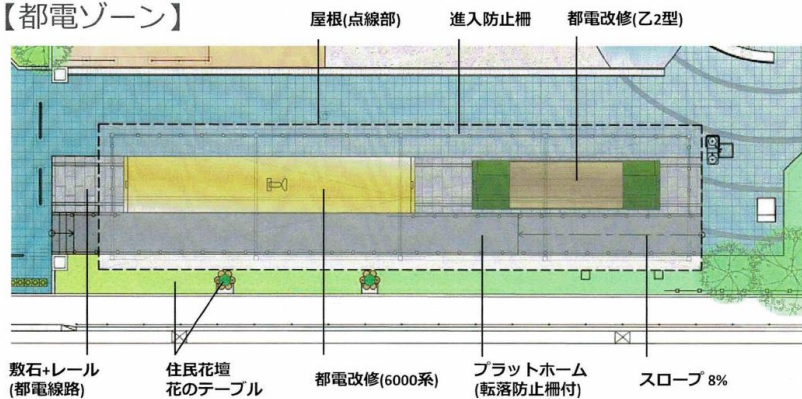 【都電ゾーン】
屋根(点線部)
進入防止柵
都電改修(乙2型)
敷石+レール
(都電線路)
住民花壇
花のテーブル
都電改修(6000系)
プラットホーム
(転落防止柵付)
スロープ 8%